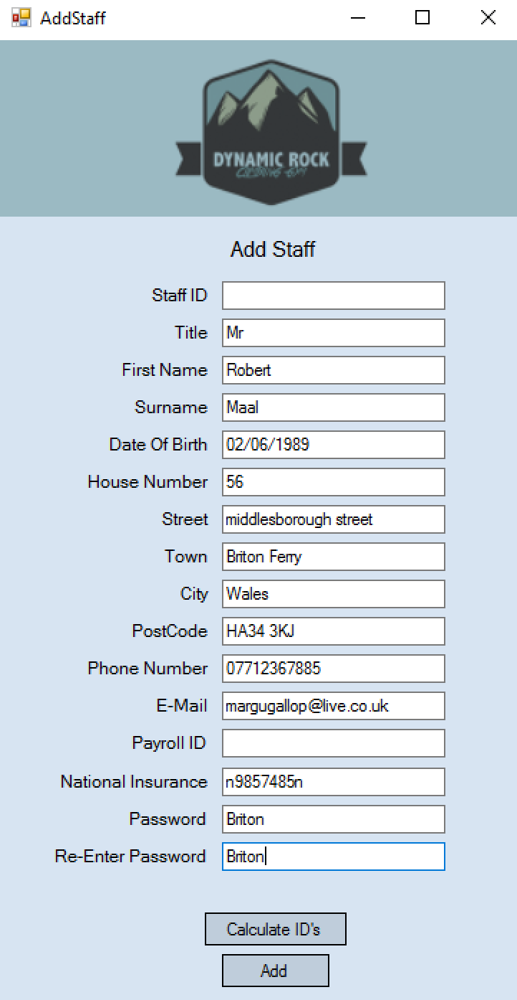 AddStaff
DYNAMIC ROCK
Add Staff
Staff ID
Title Mr
First Name Robert
Surname Maal
Date Of Birth 02/06/1989
House Number 56
Street middlesborough street
Town Briton Ferry
City Wales
PostCode HA34 3KJ
Phone Number 07712367885
E-Mail margugallop@live.co.uk
Payroll ID
National Insurance n9857485n
Password Briton
Re-Enter Password Briton
Calculate ID's
Add